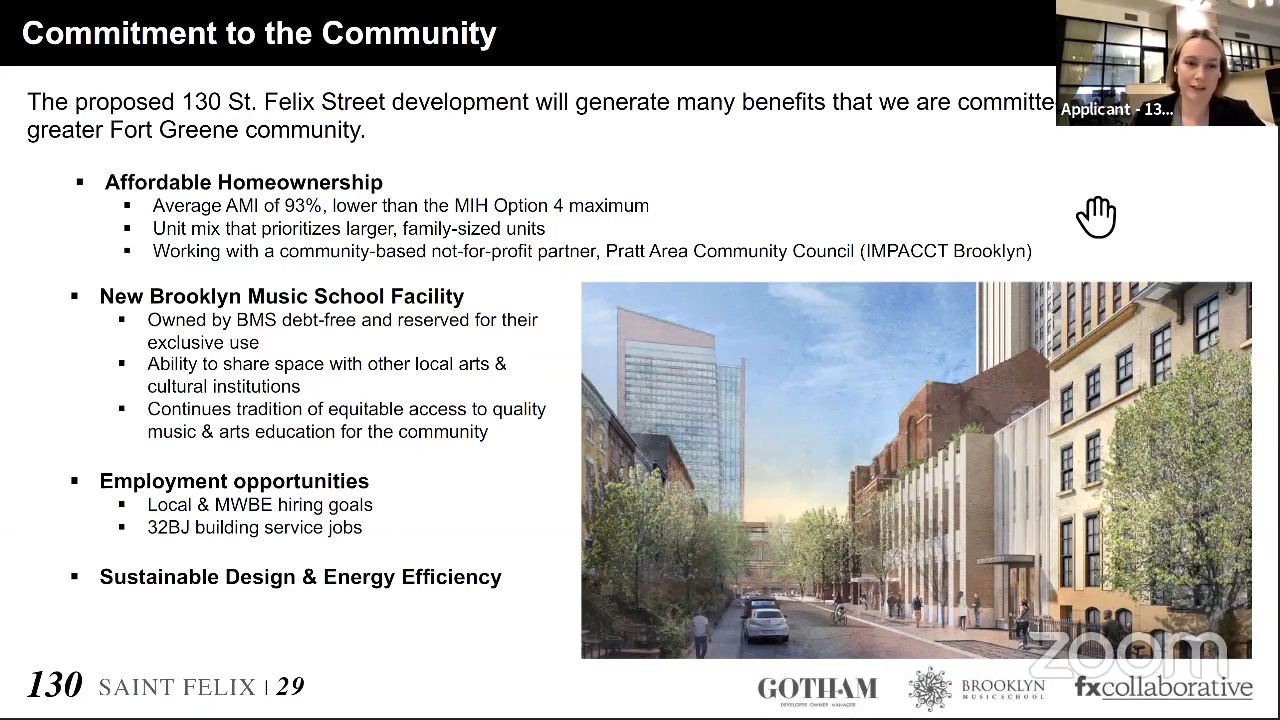 Commitment to the Community
The proposed 130 St. Felix Street development will generate many benefits that we are committe
greater Fort Greene community.
Applicant - 13...
▪ Affordable Homeownership
▪ Average AMI of 93%, lower than the MIH Option 4 maximum
▪ Unit mix that prioritizes larger, family-sized units
▪ Working with a community-based not-for-profit partner, Pratt Area Community Council (IMPACCT Brooklyn)
▪ New Brooklyn Music School Facility
▪ Owned by BMS debt-free and reserved for their
exclusive use
▪ Ability to share space with other local arts &
cultural institutions
▪ Continues tradition of equitable access to quality
music & arts education for the community
▪ Employment opportunities
▪ Local & MWBE hiring goals
▪ 32BJ building service jobs
▪ Sustainable Design & Energy Efficiency
zoom
130 SAINT FELIX | 29
GOTHAM
DEVELOPER OWNER MANAGER
BROOKLYN
MUSIC SCHOOL
fxcollaborative